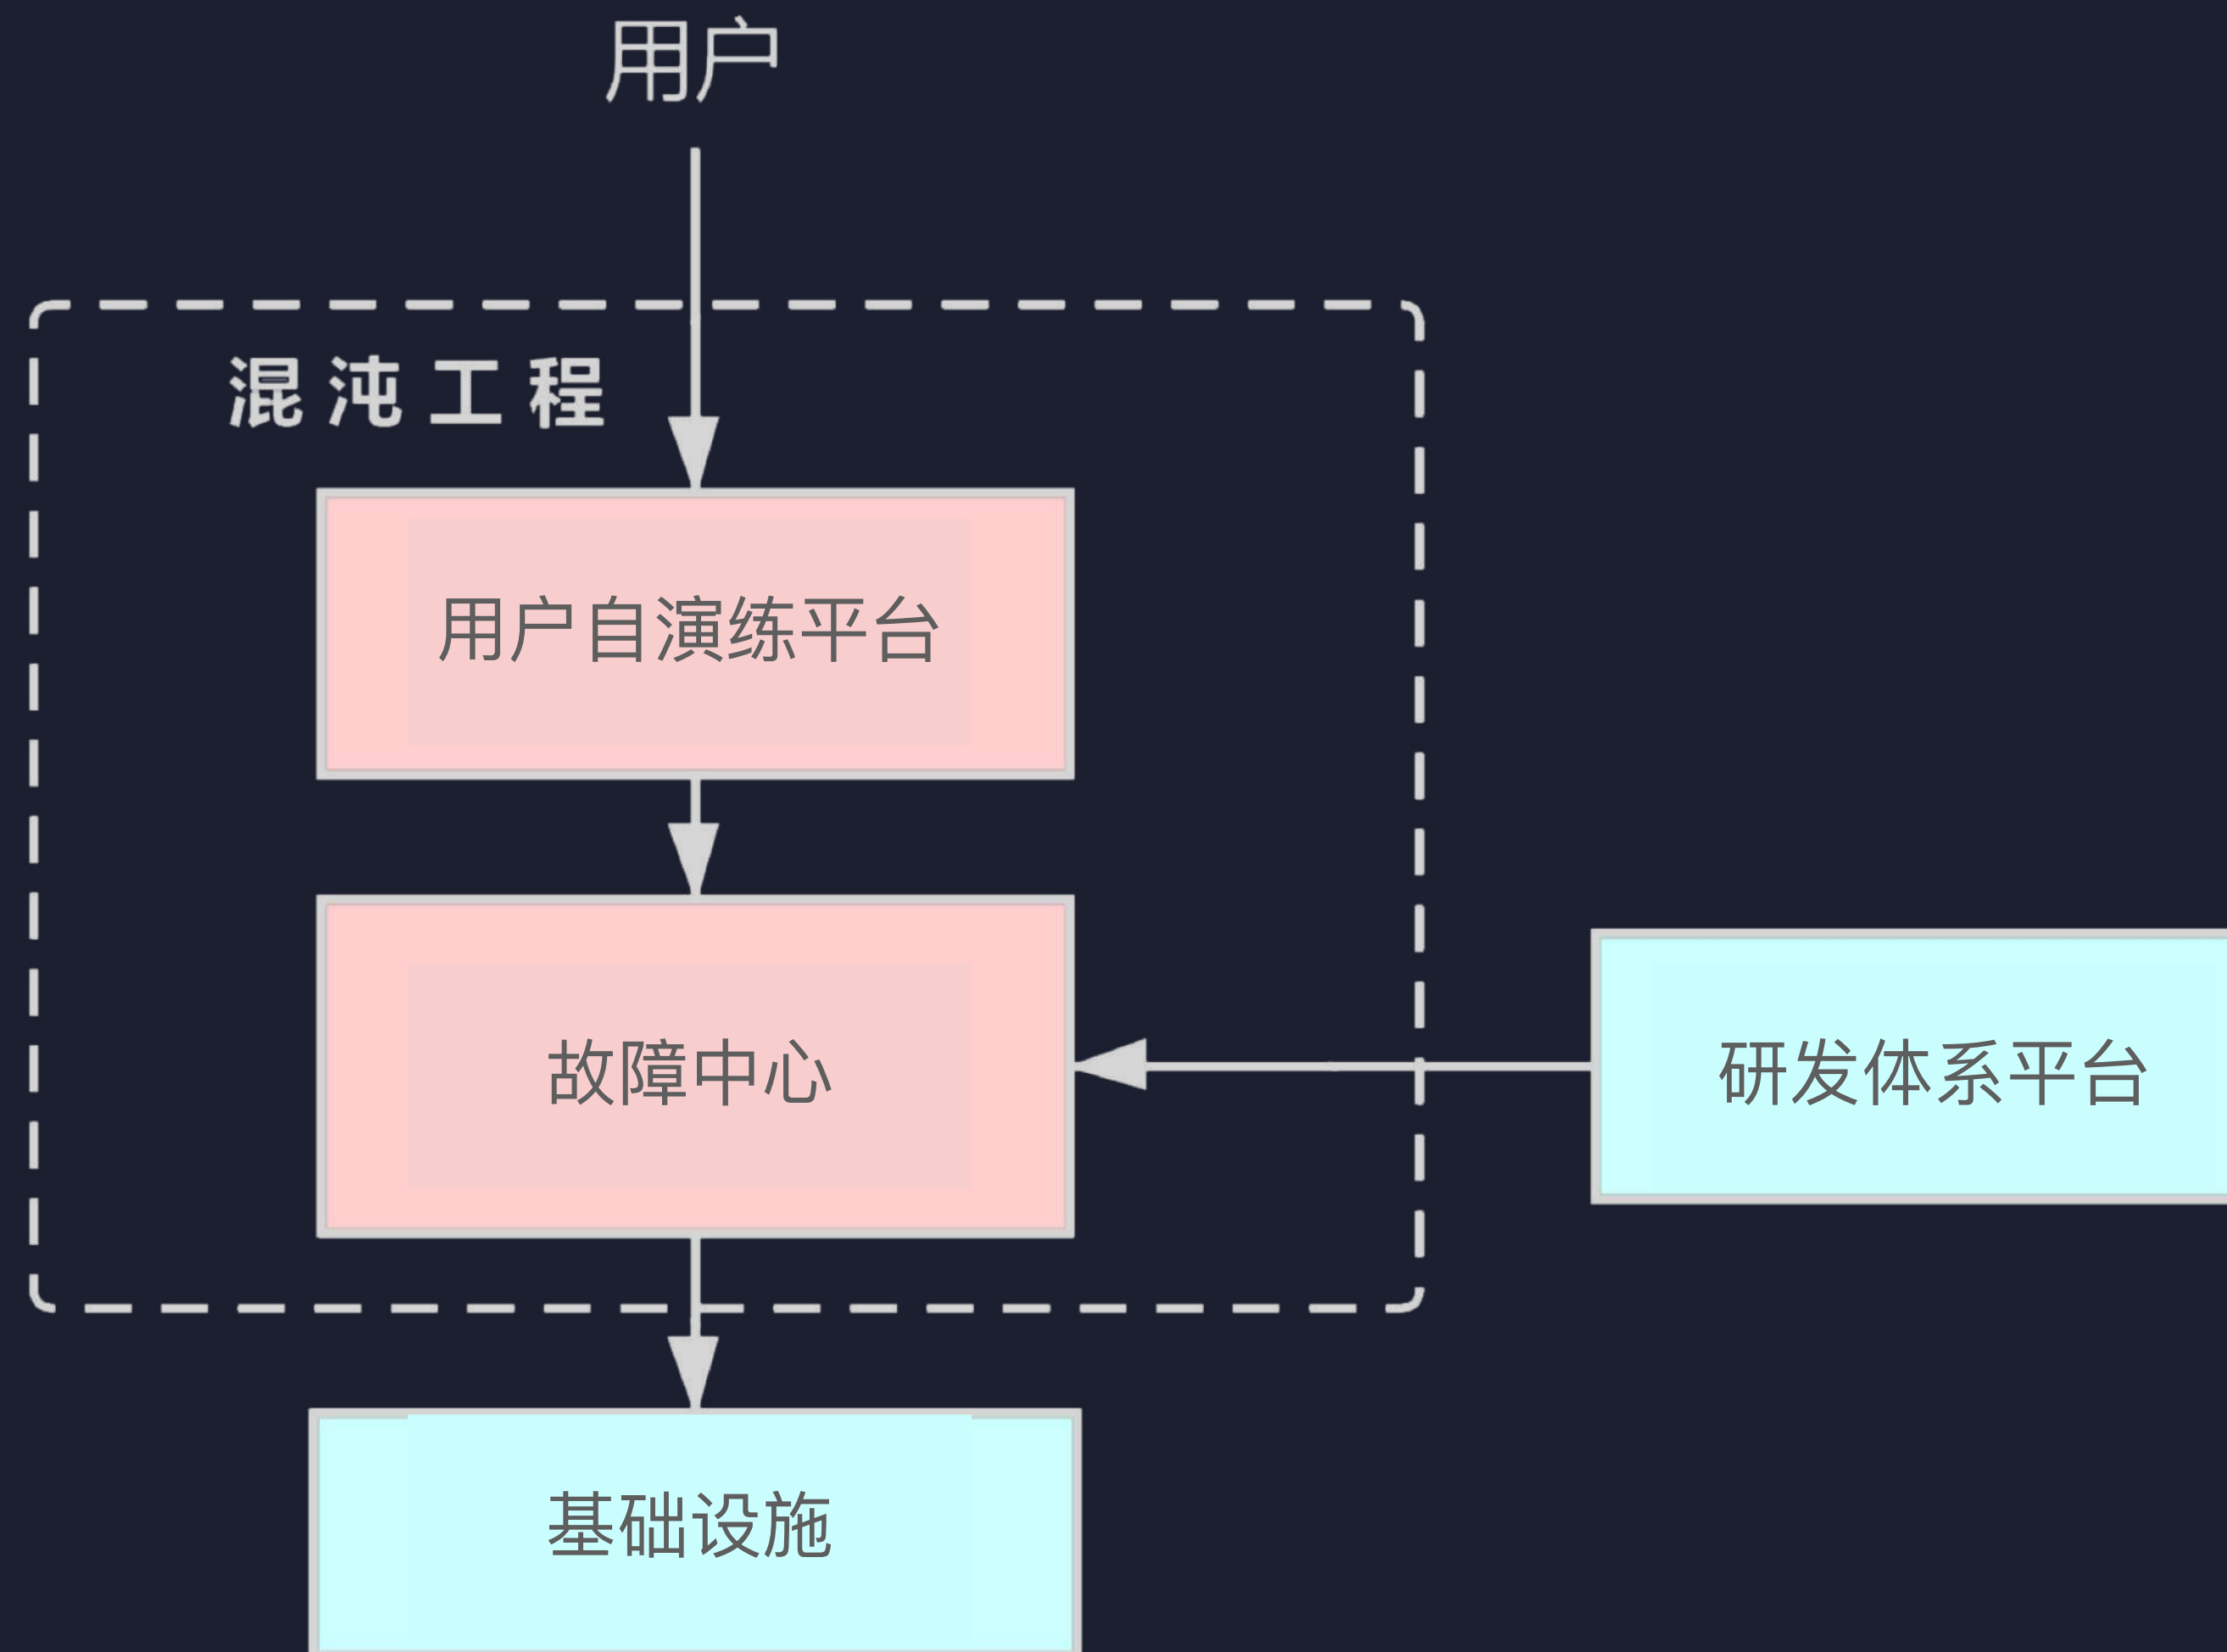 用户
混沌工程
用户自演练平台
故障中心
研发体系平台
基础设施